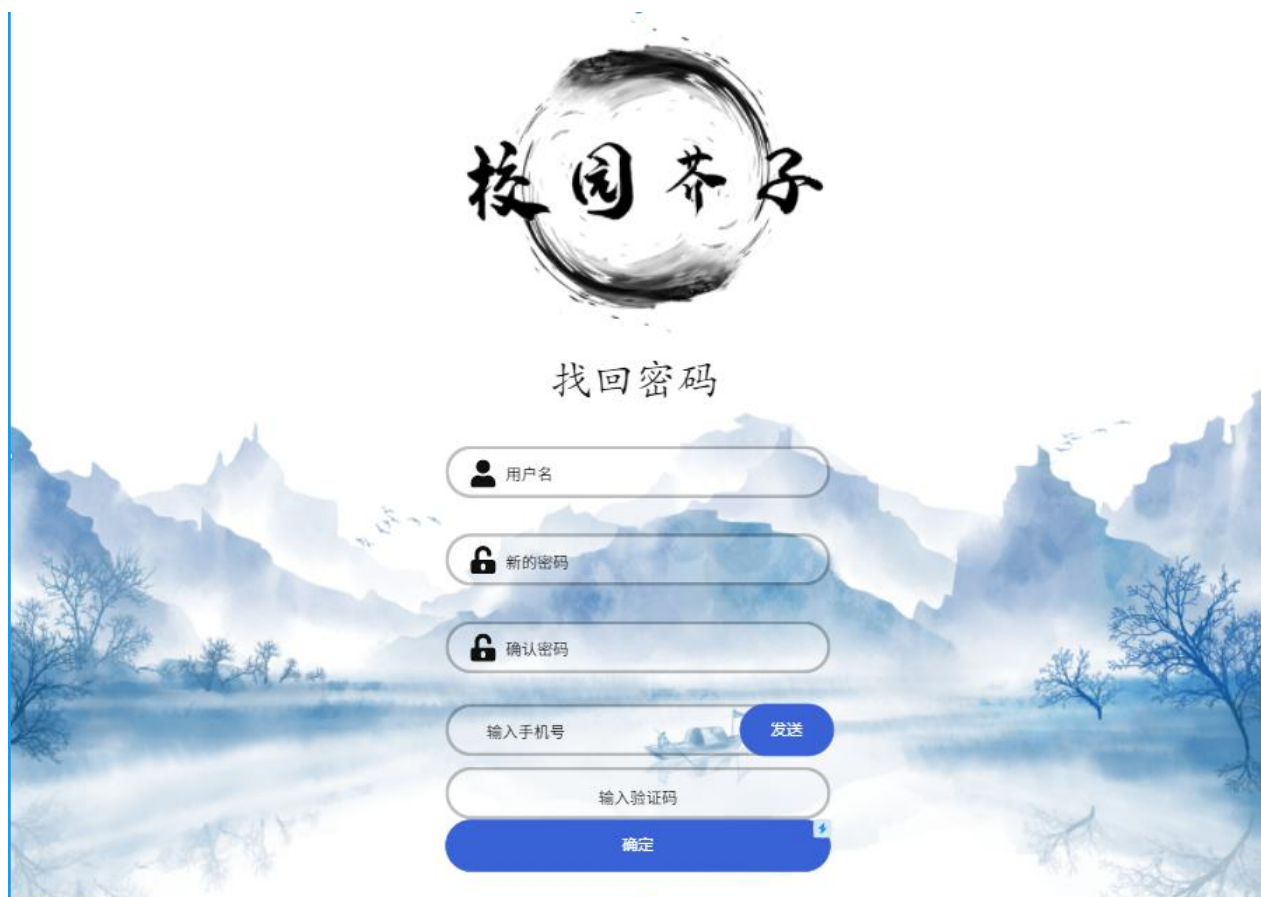 校园芥子
找回密码
用户名
新的密码
确认密码
输入手机号 发送
输入验证码
确定